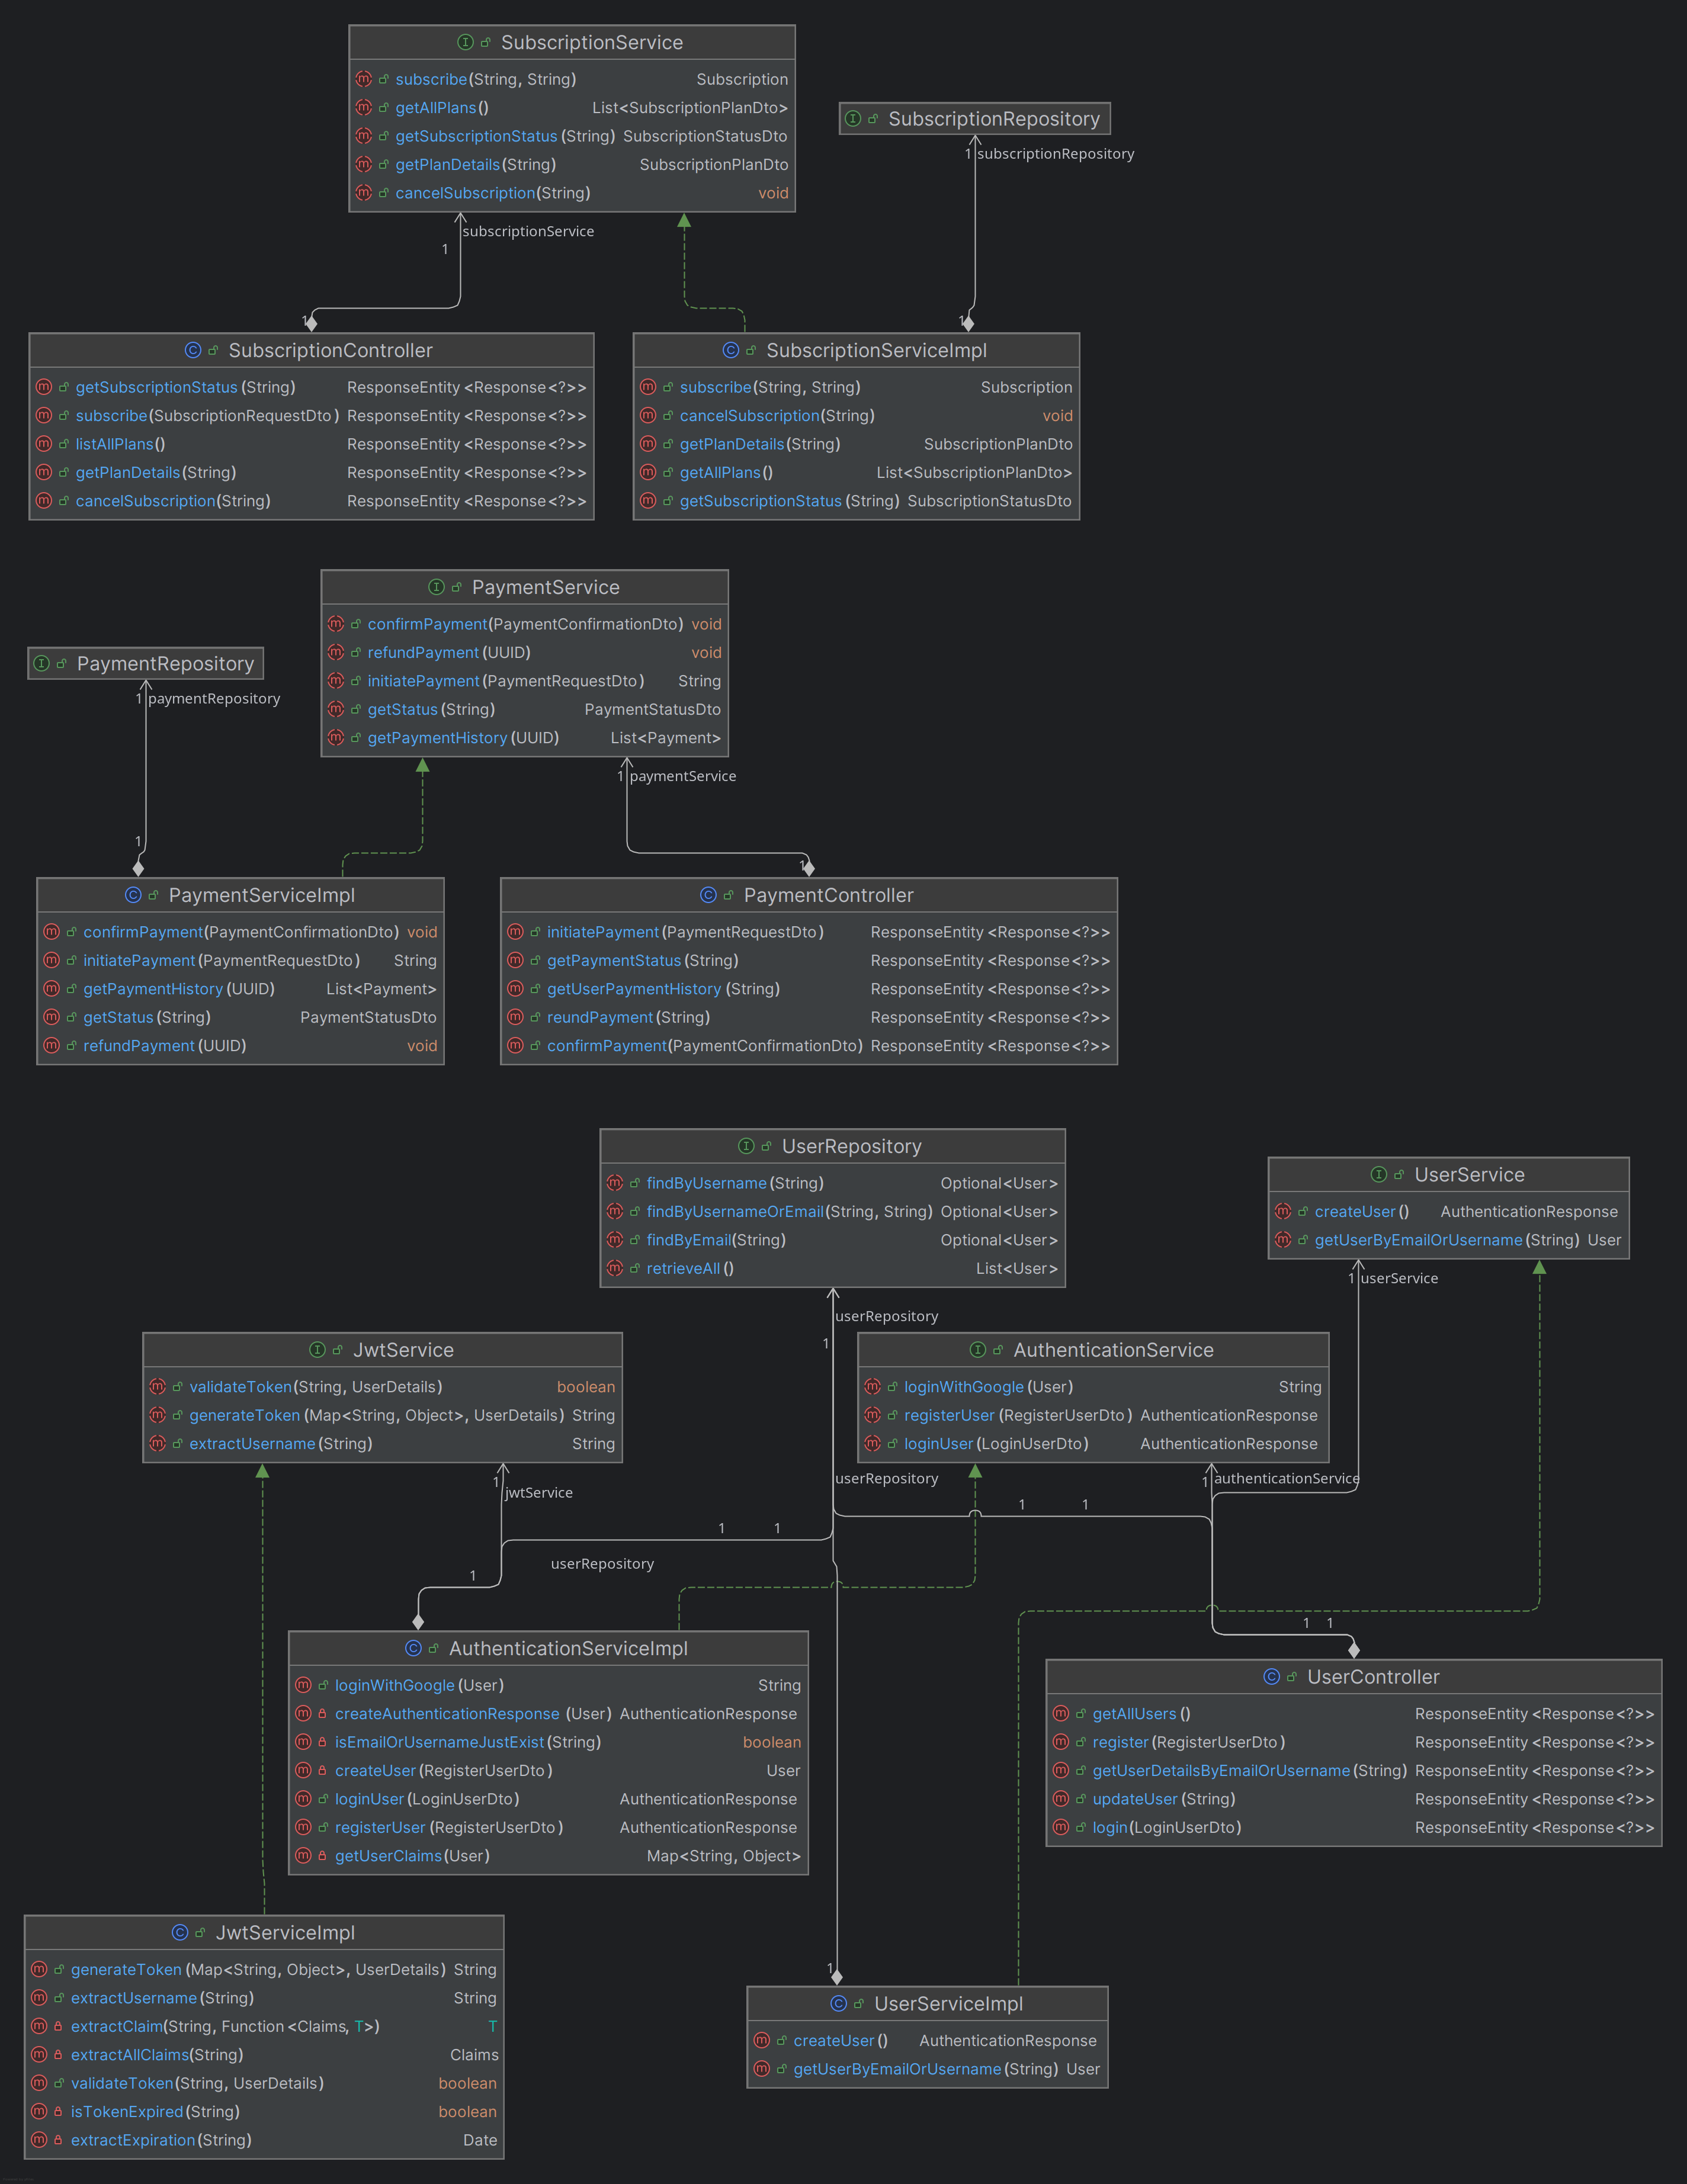 SubscriptionService
subscribe(String, String) Subscription
getAllPlans() List<SubscriptionPlanDto>
getSubscriptionStatus(String) SubscriptionStatusDto
getPlanDetails(String) SubscriptionPlanDto
cancelSubscription(String) void
SubscriptionRepository
1 subscriptionRepository
subscriptionService
1
1
1
SubscriptionController
getSubscriptionStatus(String) ResponseEntity<Response<?>>
subscribe(SubscriptionRequestDto) ResponseEntity<Response<?>>
listAllPlans() ResponseEntity<Response<?>>
getPlanDetails(String) ResponseEntity<Response<?>>
cancelSubscription(String) ResponseEntity<Response<?>>
SubscriptionServiceImpl
subscribe(String, String) Subscription
cancelSubscription(String) void
getPlanDetails(String) SubscriptionPlanDto
getAllPlans() List<SubscriptionPlanDto>
getSubscriptionStatus(String) SubscriptionStatusDto
PaymentService
confirmPayment(PaymentConfirmationDto) void
refundPayment(UUID) void
initiatePayment(PaymentRequestDto) String
getStatus(String) PaymentStatusDto
getPaymentHistory(UUID) List<Payment>
PaymentRepository
1 paymentRepository
1 paymentService
1
1
PaymentServiceImpl
confirmPayment(PaymentConfirmationDto) void
initiatePayment(PaymentRequestDto) String
getPaymentHistory(UUID) List<Payment>
getStatus(String) PaymentStatusDto
refundPayment(UUID) void
PaymentController
initiatePayment(PaymentRequestDto) ResponseEntity<Response<?>>
getPaymentStatus(String) ResponseEntity<Response<?>>
getUserPaymentHistory(String) ResponseEntity<Response<?>>
reundPayment(String) ResponseEntity<Response<?>>
confirmPayment(PaymentConfirmationDto) ResponseEntity<Response<?>>
UserRepository
findByUsername(String) Optional<User>
findByUsernameOrEmail(String, String) Optional<User>
findByEmail(String) Optional<User>
retrieveAll() List<User>
UserService
createUser() AuthenticationResponse
getUserByEmailOrUsername(String) User
1 userService
userRepository
1
JwtService
validateToken(String, UserDetails) boolean
generateToken(Map<String, Object>, UserDetails) String
extractUsername(String) String
AuthenticationService
loginWithGoogle(User) String
registerUser(RegisterUserDto) AuthenticationResponse
loginUser(LoginUserDto) AuthenticationResponse
1 jwtService
userRepository
1 authenticationService
1 1
1 1
userRepository
1
1 1
AuthenticationServiceImpl
loginWithGoogle(User) String
createAuthenticationResponse(User) AuthenticationResponse
isEmailOrUsernameJustExist(String) boolean
createUser(RegisterUserDto) User
loginUser(LoginUserDto) AuthenticationResponse
registerUser(RegisterUserDto) AuthenticationResponse
getUserClaims(User) Map<String, Object>
UserController
getAllUsers() ResponseEntity<Response<?>>
register(RegisterUserDto) ResponseEntity<Response<?>>
getUserDetailsByEmailOrUsername(String) ResponseEntity<Response<?>>
updateUser(String) ResponseEntity<Response<?>>
login(LoginUserDto) ResponseEntity<Response<?>>
JwtServiceImpl
generateToken(Map<String, Object>, UserDetails) String
extractUsername(String) String
extractClaim(String, Function<Claims, T>) T
extractAllClaims(String) Claims
validateToken(String, UserDetails) boolean
isTokenExpired(String) boolean
extractExpiration(String) Date
1
UserServiceImpl
createUser() AuthenticationResponse
getUserByEmailOrUsername(String) User